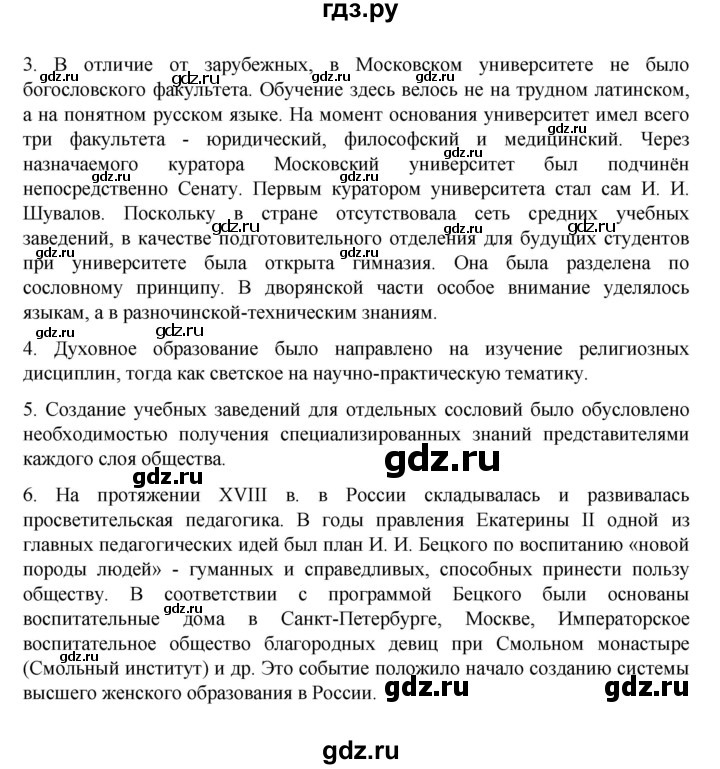 гдз.ру
3. В отличие от зарубежных, в Московском университете не было
богословского факультета. Обучение здесь велось не на трудном латинском,
а на понятном русском языке. На момент основания университет имел всего
три факультета - юридический, философский и медицинский. Через
назначаемого куратора Московский университет был подчинён
непосредственно Сенату. Первым куратором университета стал сам И. И.
Шувалов. Поскольку в стране отсутствовала сеть средних учебных
заведений, в качестве подготовительного отделения для будущих студентов
при университете была открыта гимназия. Она была разделена по
сословному принципу. В дворянской части особое внимание уделялось
языкам, а в разночинской-техническим знаниям.
4. Духовное образование было направлено на изучение религиозных
дисциплин, тогда как светское на научно-практическую тематику.
5. Создание учебных заведений для отдельных сословий было обусловлено
необходимостью получения специализированных знаний представителями
каждого слоя общества.
gdz.ru
6. На протяжении XVIII в. в России складывалась и развивалась
просветительская педагогика. В годы правления Екатерины II одной из
главных педагогических идей был план И. И. Бецкого по воспитанию «новой
породы людей» - гуманных и справедливых, способных принести пользу
обществу. В соответствии с программой Бецкого были основаны
воспитательные дома в Санкт-Петербурге, Москве, Императорское
воспитательное общество благородных девиц при Смольном монастыре
(Смольный институт) и др. Это событие положило начало созданию системы
высшего женского образования в России.
gdz.ru
gdz.ru
gdz.ru